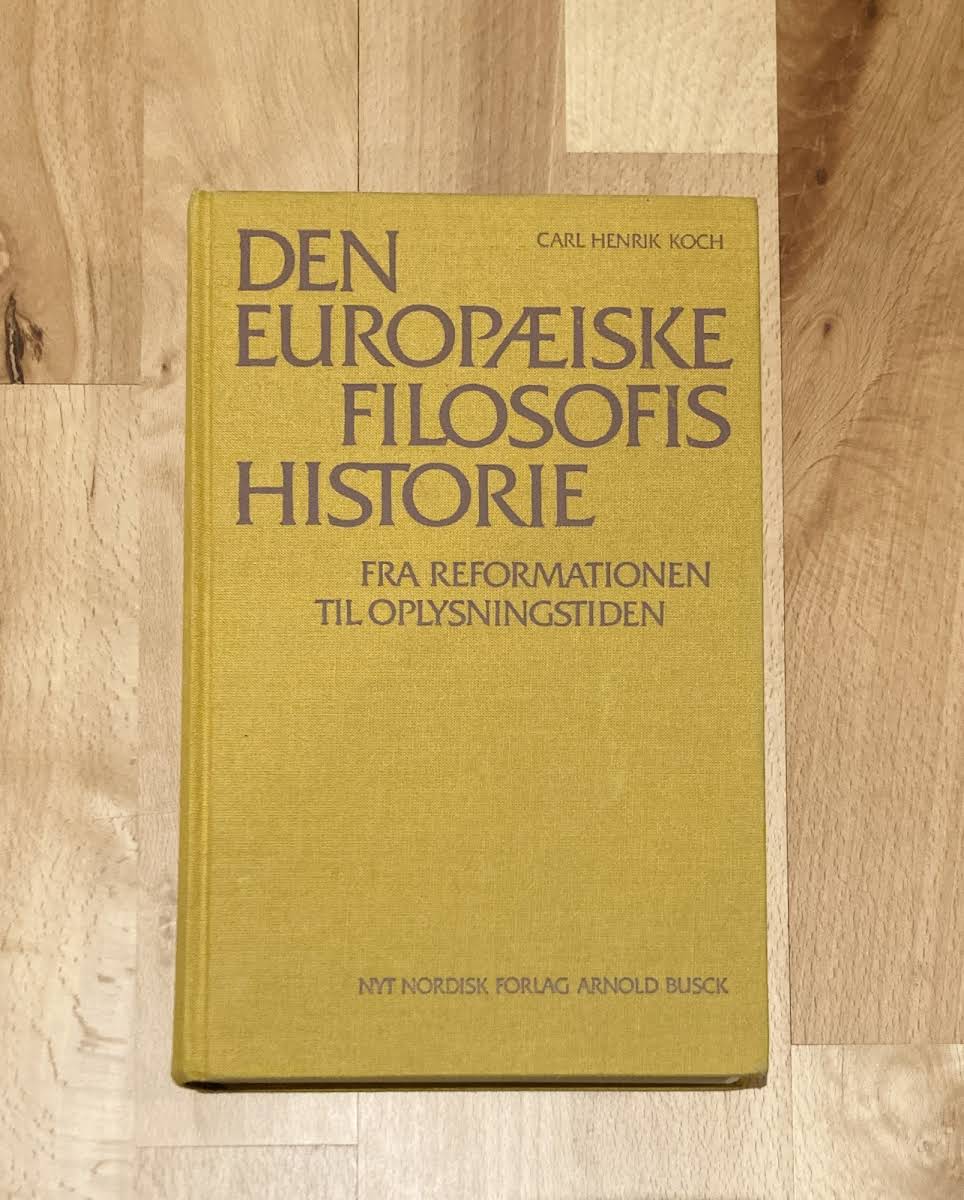 CARL HENRIK KOCH
DEN
EUROPÆISKE
FILOSOFIS
HISTORIE
FRA REFORMATIONEN
TIL OPLYSNINGSTIDEN
NYT NORDISK FORLAG ARNOLD BUSCK